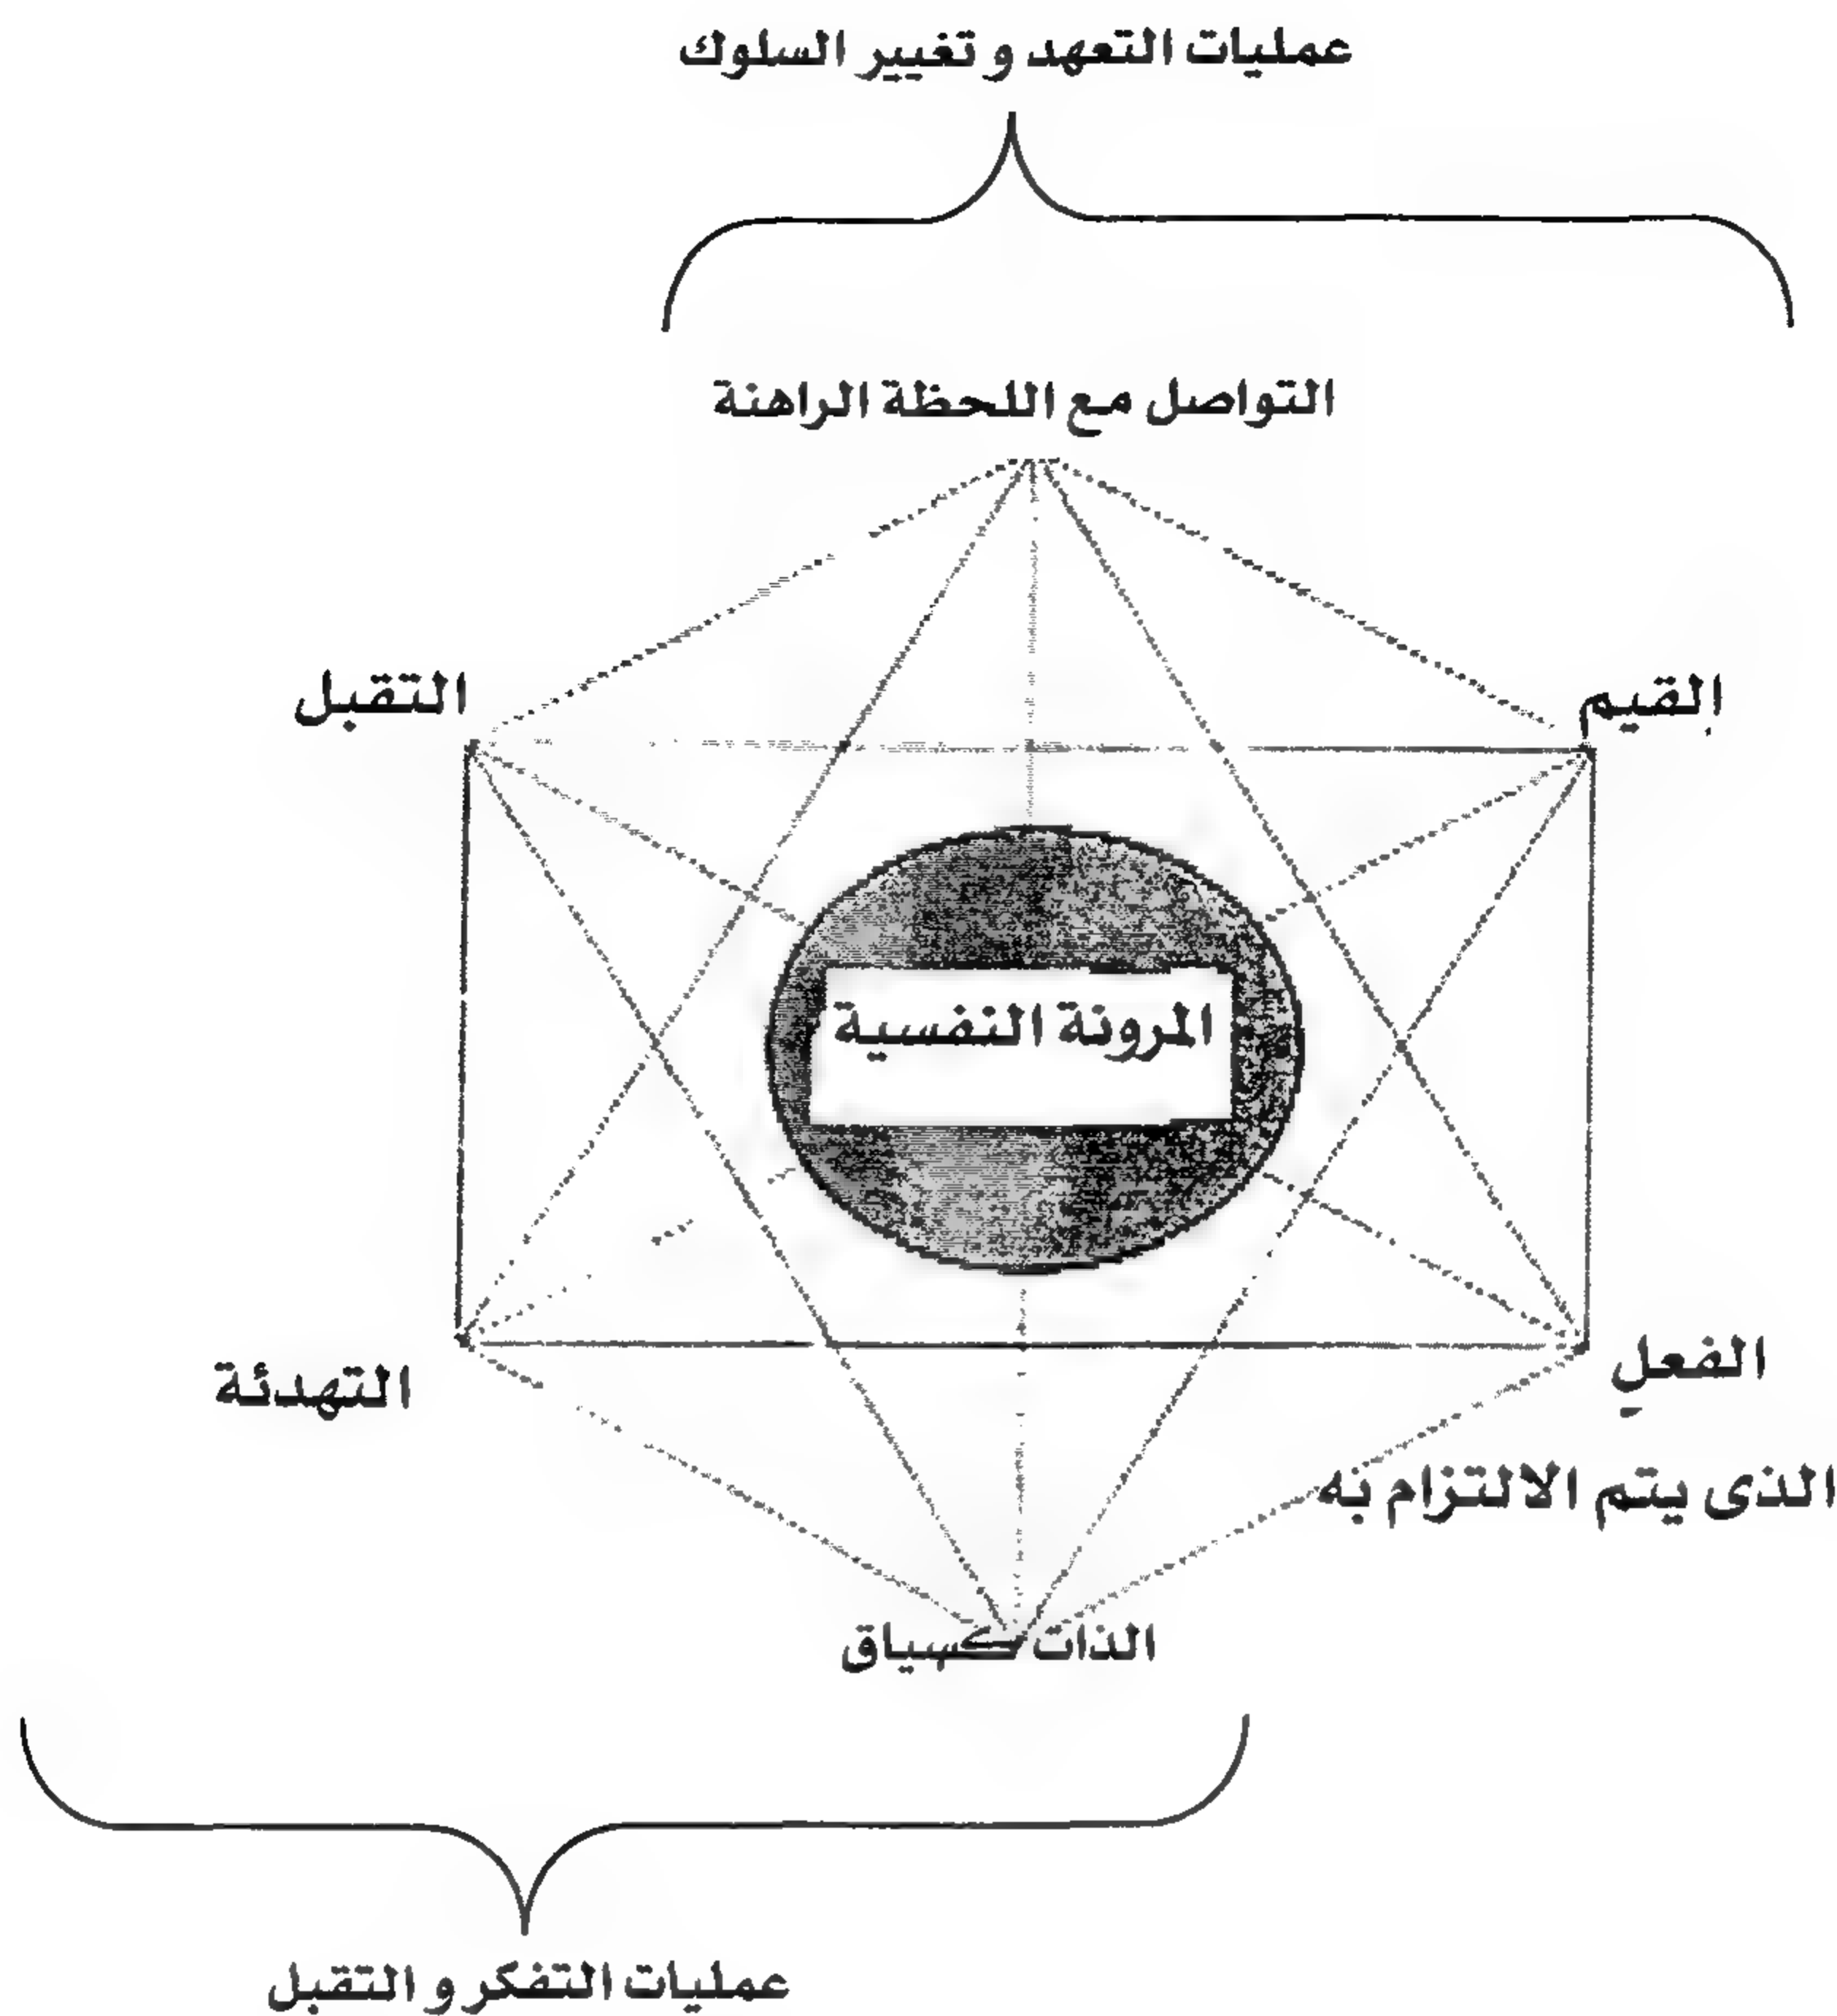 عمليات التعهد و تغيير السلوك
التواصل مع اللحظة الراهنة
القيم
التقبل
المرونة النفسية
الفعل
التهدئة
الذى يتم الالتزام به
الذات كسياق
عمليات التفكر و التقبل